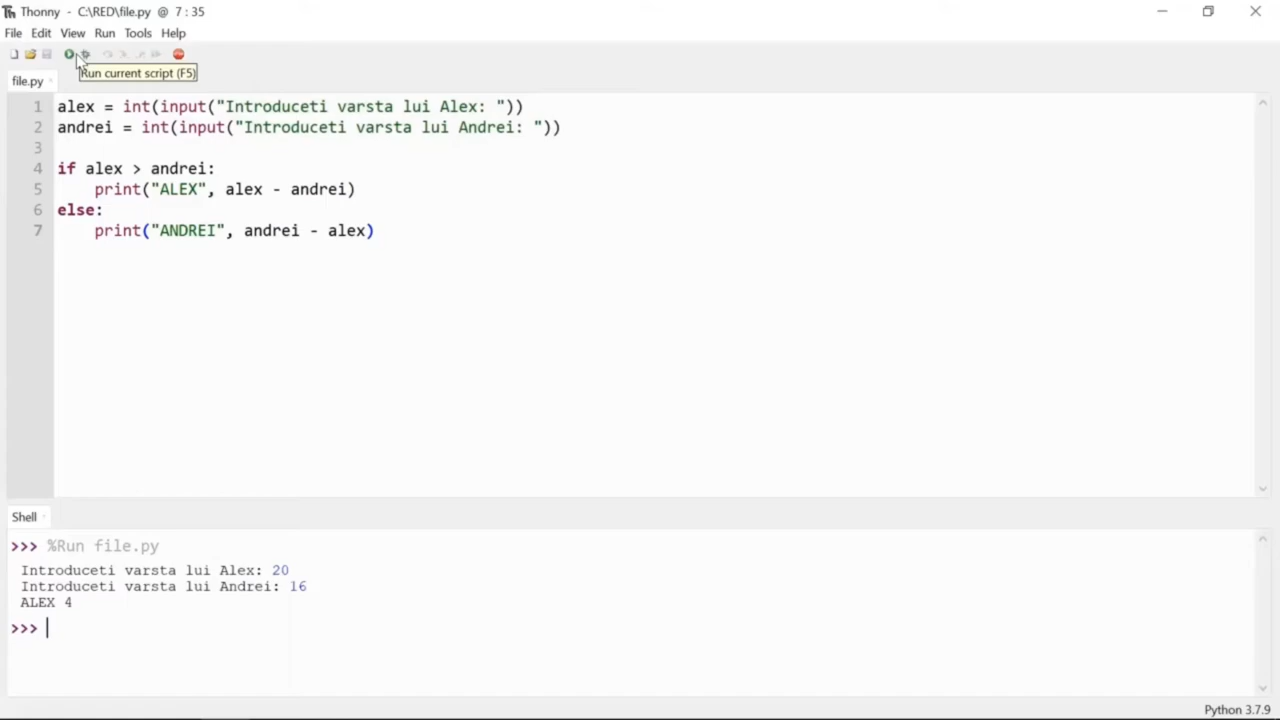 Thonny - C:\RED\file.py @ 7 : 35
File Edit View Run Tools Help
Run current script (F5)
file.py
1 alex = int(input("Introduceti varsta lui Alex: "))
2 andrei = int(input("Introduceti varsta lui Andrei: "))
3
4 if alex > andrei:
5     print("ALEX", alex - andrei)
6 else:
7     print("ANDREI", andrei - alex)
Shell
>>> %Run file.py
Introduceti varsta lui Alex: 20
Introduceti varsta lui Andrei: 16
ALEX 4
>>>
Python 3.7.9